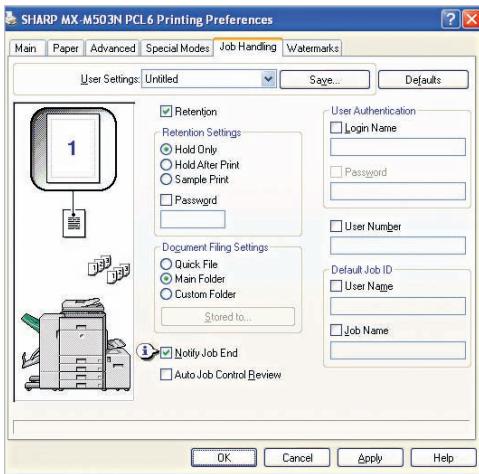 SHARP MX-M503N PCL6 Printing Preferences
Main Paper Advanced Special Modes Job Handling Watermarks
User Settings: Untitled Save... Defaults
1
123 123
Retention
Retention Settings
Hold Only
Hold After Print
Sample Print
Password
Document Filing Settings
Quick File
Main Folder
Custom Folder
Stored to...
Notify Job End
Auto Job Control Review
User Authentication
Login Name
Password
User Number
Default Job ID
User Name
Job Name
OK Cancel Apply Help